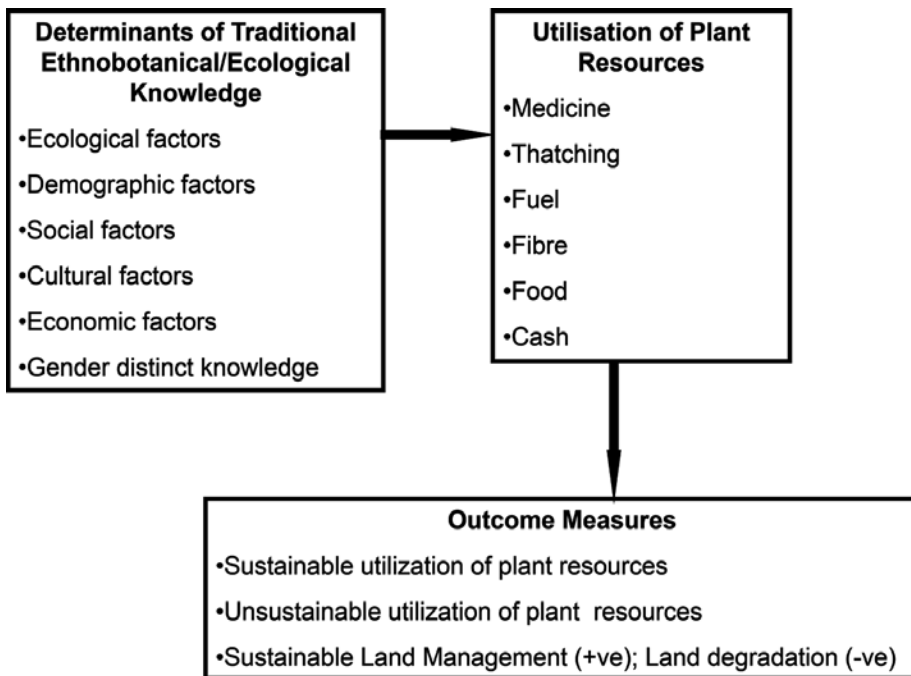 Determinants of Traditional
Ethnobotanical/Ecological
Knowledge
•Ecological factors
•Demographic factors
•Social factors
•Cultural factors
•Economic factors
•Gender distinct knowledge
Utilisation of Plant
Resources
•Medicine
•Thatching
•Fuel
•Fibre
•Food
•Cash
Outcome Measures
•Sustainable utilization of plant resources
•Unsustainable utilization of plant resources
•Sustainable Land Management (+ve); Land degradation (-ve)